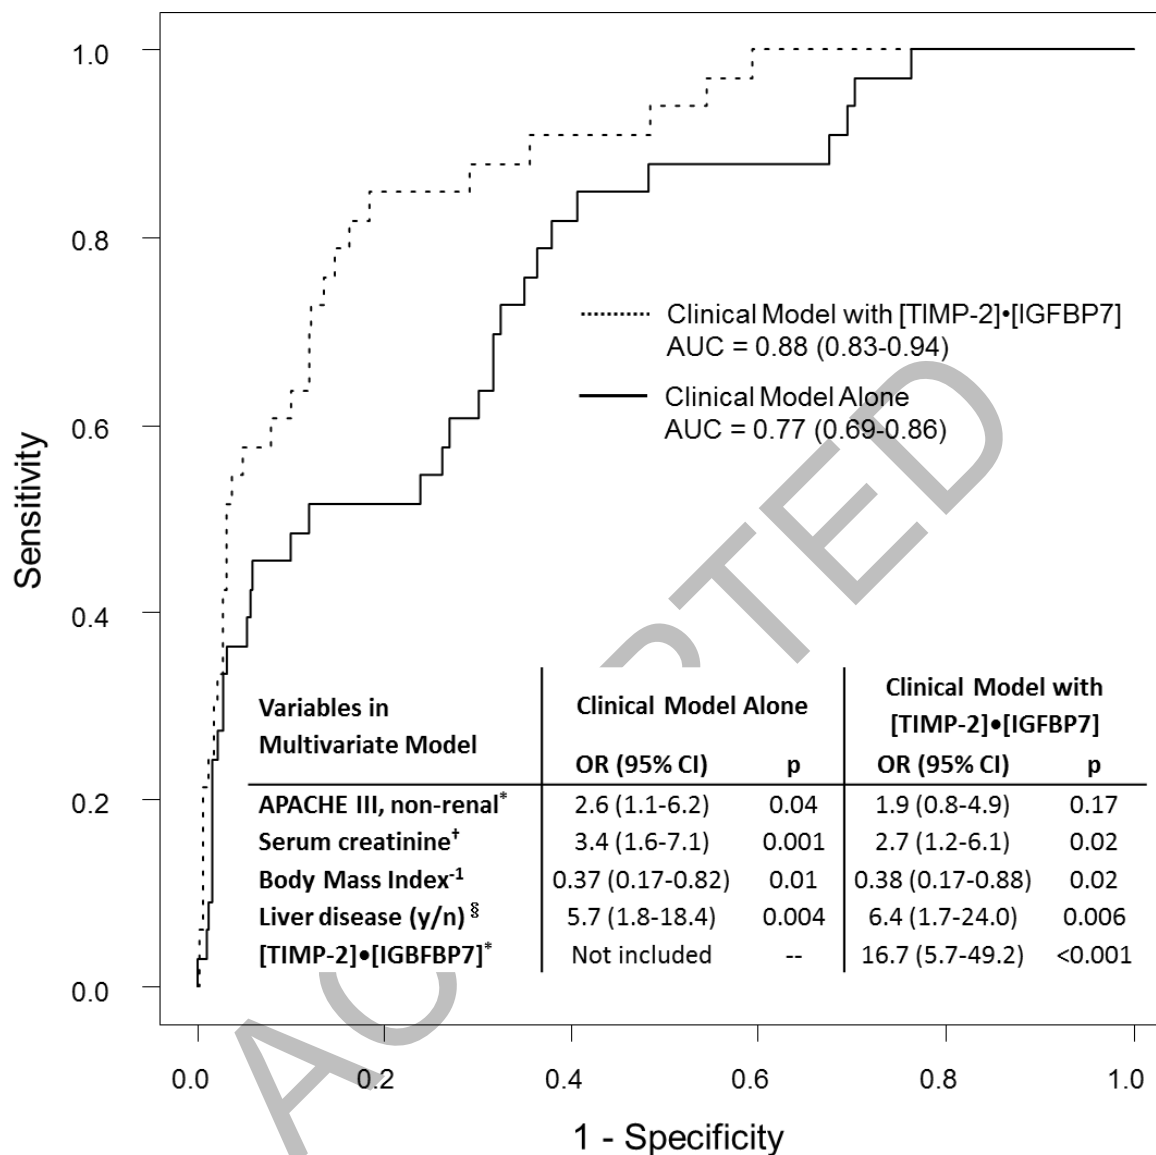 1.0
0.8
0.6
0.4
0.2
0.0
Sensitivity
Clinical Model with [TIMP-2]•[IGFBP7]
AUC = 0.88 (0.83-0.94)
Clinical Model Alone
AUC = 0.77 (0.69-0.86)
Variables in Multivariate Model | Clinical Model Alone | Clinical Model with [TIMP-2]•[IGFBP7]
OR (95% CI) p OR (95% CI) p
APACHE III, non-renal* 2.6 (1.1-6.2) 0.04 1.9 (0.8-4.9) 0.17
Serum creatinine† 3.4 (1.6-7.1) 0.001 2.7 (1.2-6.1) 0.02
Body Mass Index-1 0.37 (0.17-0.82) 0.01 0.38 (0.17-0.88) 0.02
Liver disease (y/n) § 5.7 (1.8-18.4) 0.004 6.4 (1.7-24.0) 0.006
[TIMP-2]•[IGBFBP7]* Not included -- 16.7 (5.7-49.2) <0.001
0.0 0.2 0.4 0.6 0.8 1.0
1 - Specificity